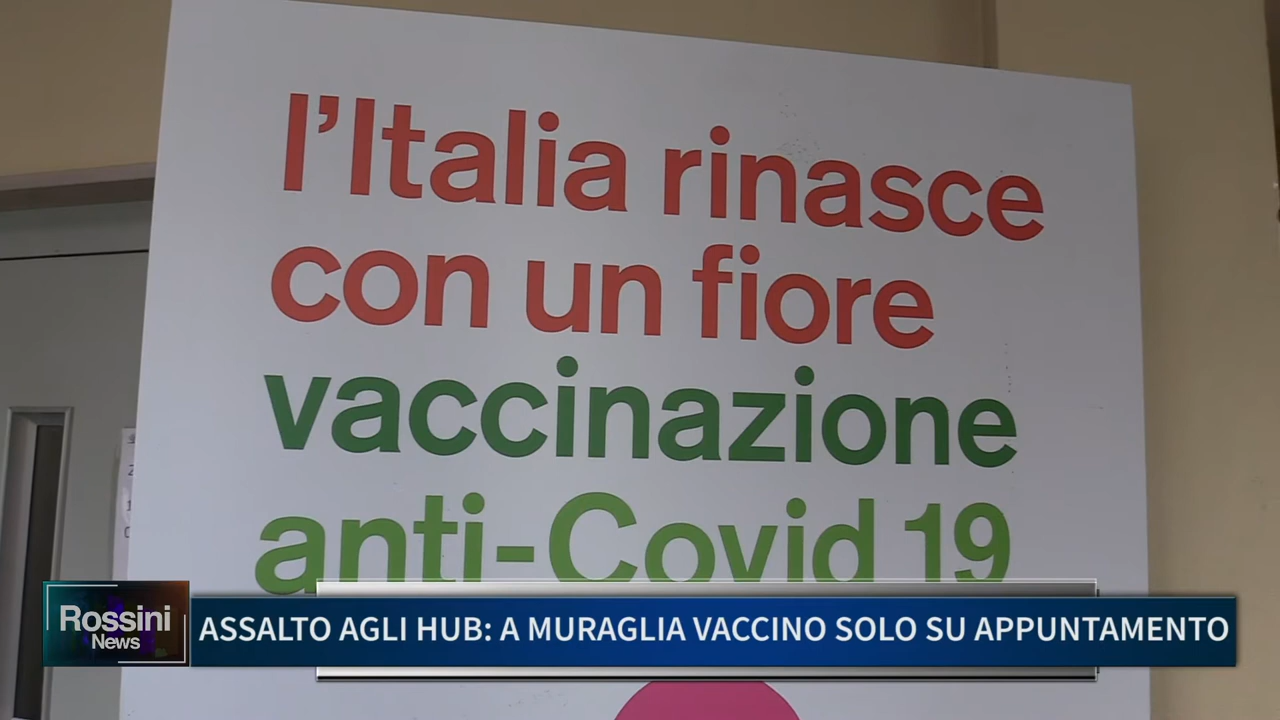 l'Italia rinasce
con un fiore
vaccinazione
anti-Covid 19
Rossini
News
ASSALTO AGLI HUB: A MURAGLIA VACCINO SOLO SU APPUNTAMENTO